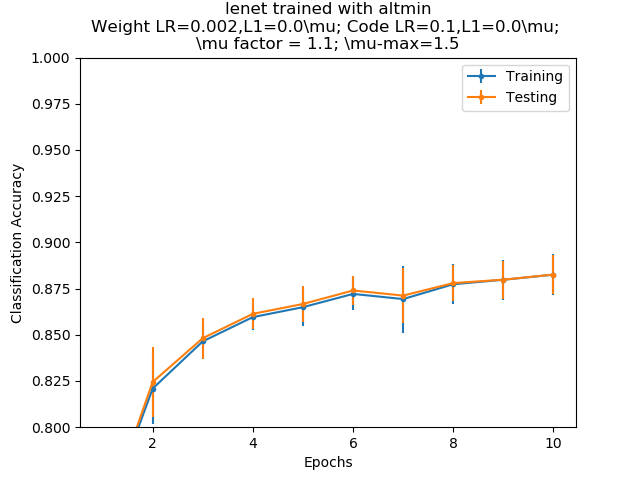 lenet trained with altmin
Weight LR=0.002,L1=0.0\mu; Code LR=0.1,L1=0.0\mu;
\mu factor = 1.1; \mu-max=1.5
Training
Testing
1.000
0.975
0.950
0.925
0.900
0.875
0.850
0.825
0.800
Classification Accuracy
2 4 6 8 10
Epochs